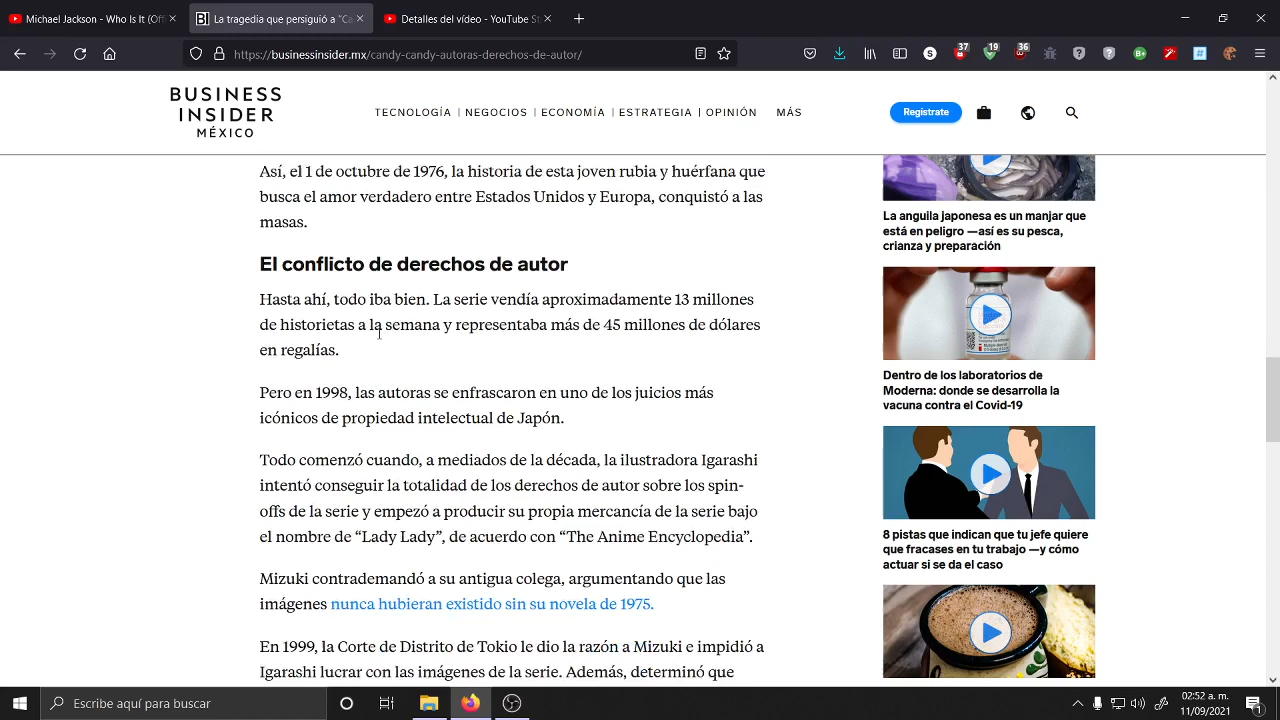 Michael Jackson - Who Is It (Offici
La tragedia que persiguió a "Ca
Detalles del vídeo - YouTube St
https://businessinsider.mx/candy-candy-autoras-derechos-de-autor/
37
19
36
BUSINESS
INSIDER
MÉXICO
TECNOLOGÍA | NEGOCIOS | ECONOMÍA | ESTRATEGIA | OPINIÓN MÁS
Regístrate
Así, el 1 de octubre de 1976, la historia de esta joven rubia y huérfana que
busca el amor verdadero entre Estados Unidos y Europa, conquistó a las
masas.
El conflicto de derechos de autor
Hasta ahí, todo iba bien. La serie vendía aproximadamente 13 millones
de historietas a la semana y representaba más de 45 millones de dólares
en regalías.
Pero en 1998, las autoras se enfrascaron en uno de los juicios más
icónicos de propiedad intelectual de Japón.
Todo comenzó cuando, a mediados de la década, la ilustradora Igarashi
intentó conseguir la totalidad de los derechos de autor sobre los spin-
offs de la serie y empezó a producir su propia mercancía de la serie bajo
el nombre de “Lady Lady”, de acuerdo con “The Anime Encyclopedia”.
Mizuki contrademandó a su antigua colega, argumentando que las
imágenes nunca hubieran existido sin su novela de 1975.
En 1999, la Corte de Distrito de Tokio le dio la razón a Mizuki e impidió a
Igarashi lucrar con las imágenes de la serie. Además, determinó que
La anguila japonesa es un manjar que
está en peligro —así es su pesca,
crianza y preparación
Dentro de los laboratorios de
Moderna: donde se desarrolla la
vacuna contra el Covid-19
8 pistas que indican que tu jefe quiere
que fracases en tu trabajo —y cómo
actuar si se da el caso
Escribe aquí para buscar
02:52 a. m.
11/09/2021